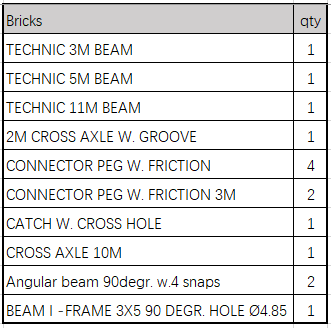 Bricks qty
TECHNIC 3M BEAM 1
TECHNIC 5M BEAM 1
TECHNIC 11M BEAM 1
2M CROSS AXLE W. GROOVE 1
CONNECTOR PEG W. FRICTION 4
CONNECTOR PEG W. FRICTION 3M 2
CATCH W. CROSS HOLE 1
CROSS AXLE 10M 1
Angular beam 90degr. w.4 snaps 2
BEAM I -FRAME 3X5 90 DEGR. HOLE Ø4.85 1